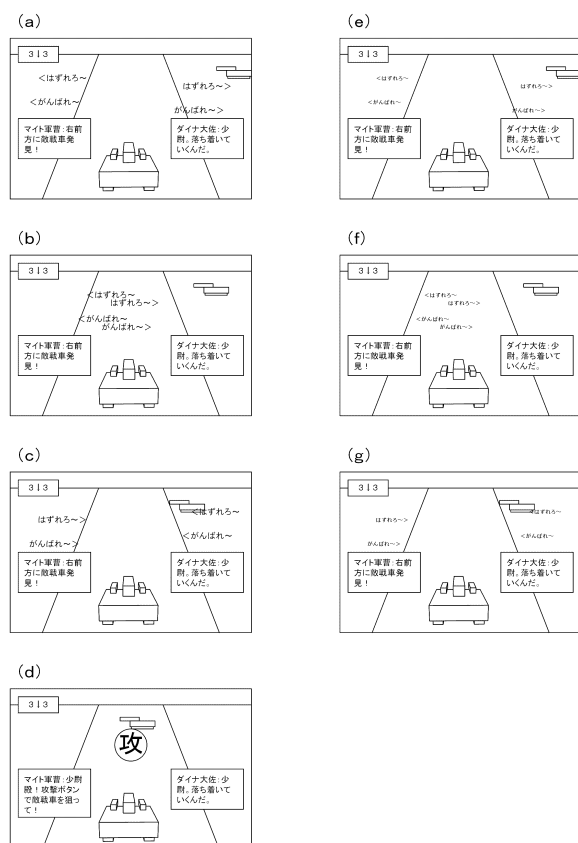 (a)
3↓3
<はずれろ～
はずれろ～>
<がんばれ～
がんばれ～>
マイト軍曹：右前
方に敵戦車発
見！
ダイナ大佐：少
尉。落ち着いて
いくんだ。
(b)
3↓3
<はずれろ～
はずれろ～>
<がんばれ～
がんばれ～>
マイト軍曹：右前
方に敵戦車発
見！
ダイナ大佐：少
尉。落ち着いて
いくんだ。
(c)
3↓3
はずれろ～>
<はずれろ～
がんばれ～>
<がんばれ～
マイト軍曹：右前
方に敵戦車発
見！
ダイナ大佐：少
尉。落ち着いて
いくんだ。
(d)
3↓3
攻
マイト軍曹：少尉
殿！攻撃ボタン
で敵戦車を狙っ
て！
ダイナ大佐：少
尉。落ち着いて
いくんだ。
(e)
3↓3
<はずれろ～
はずれろ～>
<がんばれ～
がんばれ～>
マイト軍曹：右前
方に敵戦車発
見！
ダイナ大佐：少
尉。落ち着いて
いくんだ。
(f)
3↓3
<はずれろ～
はずれろ～>
<がんばれ～
がんばれ～>
マイト軍曹：右前
方に敵戦車発
見！
ダイナ大佐：少
尉。落ち着いて
いくんだ。
(g)
3↓3
はずれろ～>
<はずれろ～
がんばれ～>
<がんばれ～
マイト軍曹：右前
方に敵戦車発
見！
ダイナ大佐：少
尉。落ち着いて
いくんだ。